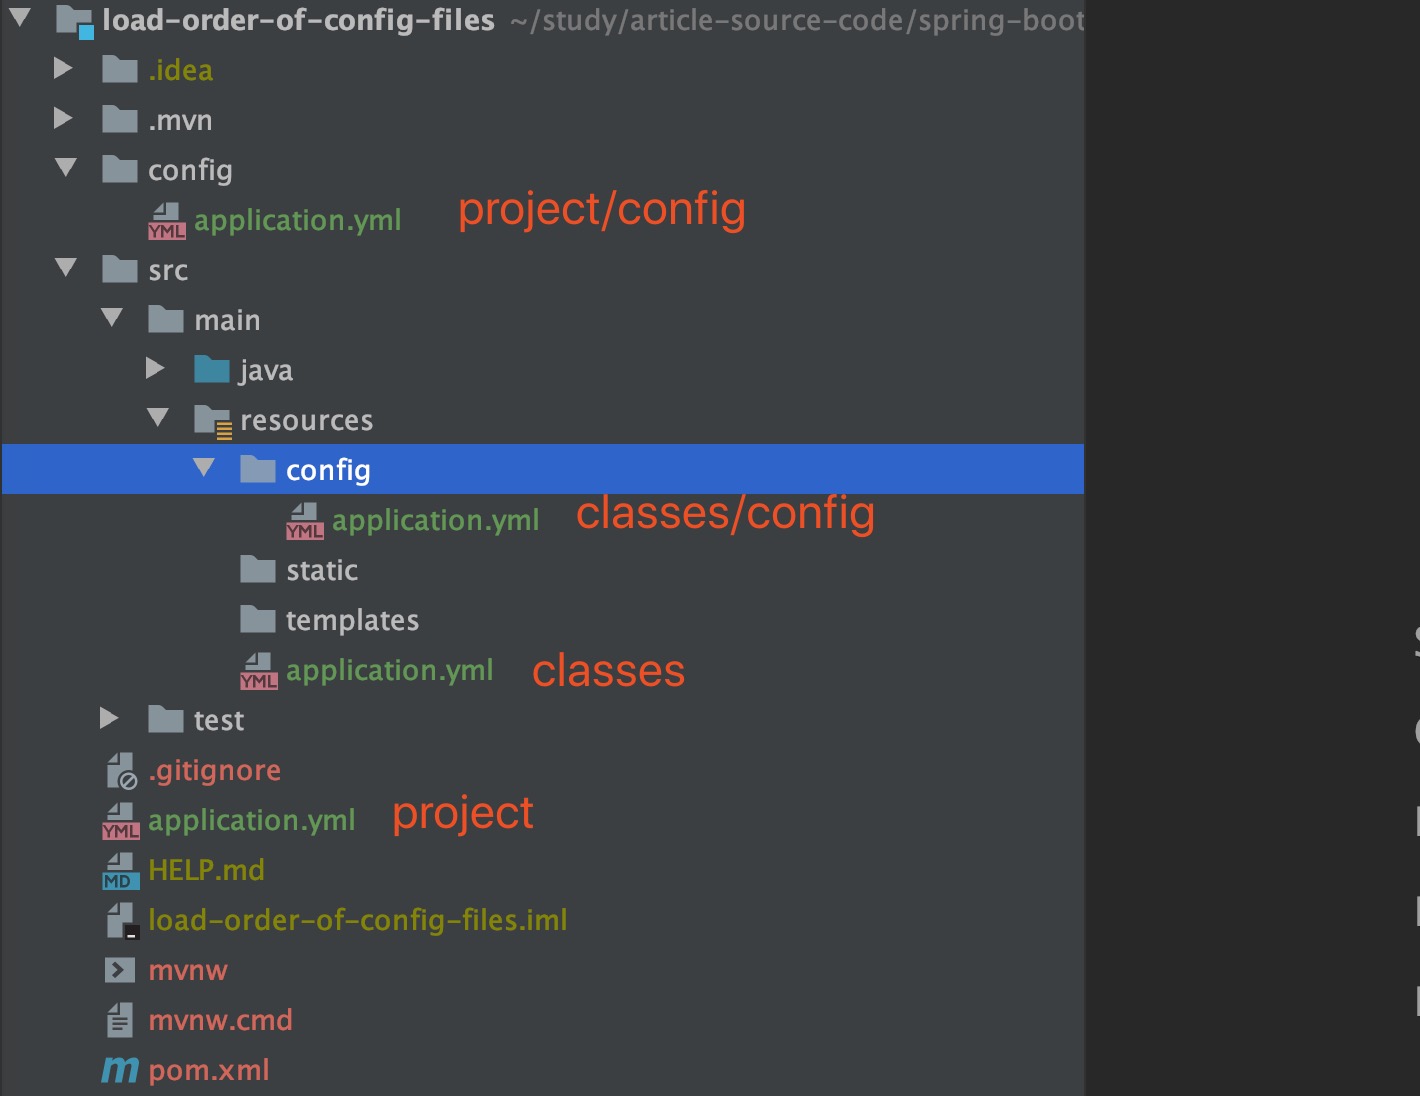 load-order-of-config-files ~/study/article-source-code/spring-boot
.idea
.mvn
config
YML application.yml project/config
src
main
java
resources
config
YML application.yml classes/config
static
templates
YML application.yml classes
test
.gitignore
YML application.yml project
MD HELP.md
load-order-of-config-files.iml
mvnw
mvnw.cmd
m pom.xml